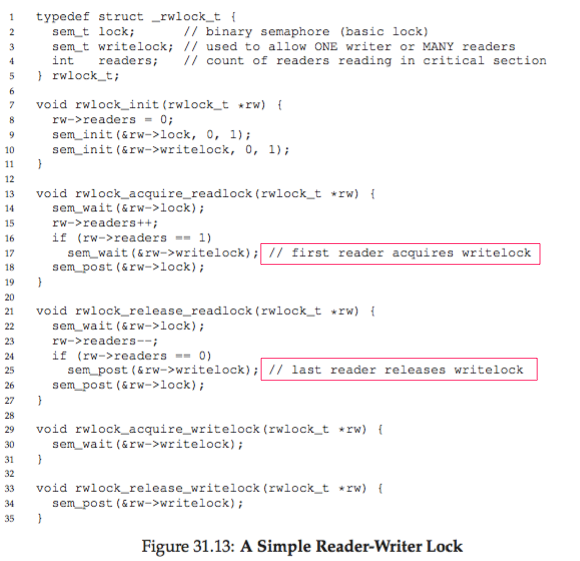 1 typedef struct _rwlock_t {
2 sem_t lock; // binary semaphore (basic lock)
3 sem_t writelock; // used to allow ONE writer or MANY readers
4 int readers; // count of readers reading in critical section
5 } rwlock_t;
6
7 void rwlock_init(rwlock_t *rw) {
8 rw->readers = 0;
9 sem_init(&rw->lock, 0, 1);
10 sem_init(&rw->writelock, 0, 1);
11 }
12
13 void rwlock_acquire_readlock(rwlock_t *rw) {
14 sem_wait(&rw->lock);
15 rw->readers++;
16 if (rw->readers == 1)
17 sem_wait(&rw->writelock); // first reader acquires writelock
18 sem_post(&rw->lock);
19 }
20
21 void rwlock_release_readlock(rwlock_t *rw) {
22 sem_wait(&rw->lock);
23 rw->readers--;
24 if (rw->readers == 0)
25 sem_post(&rw->writelock); // last reader releases writelock
26 sem_post(&rw->lock);
27 }
28
29 void rwlock_acquire_writelock(rwlock_t *rw) {
30 sem_wait(&rw->writelock);
31 }
32
33 void rwlock_release_writelock(rwlock_t *rw) {
34 sem_post(&rw->writelock);
35 }
Figure 31.13: A Simple Reader-Writer Lock